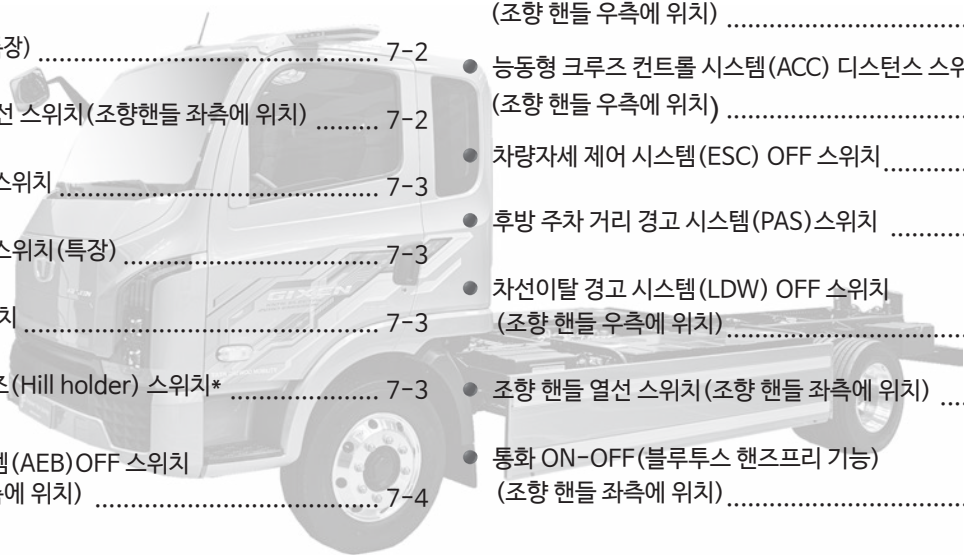 장) ........ 7-2
선 스위치(조향핸들 좌측에 위치) ......... 7-2
스위치 ........ 7-3
스위치(특장) ........ 7-3
치 ........ 7-3
즈(Hill holder) 스위치* ........ 7-3
템(AEB)OFF 스위치
에 위치) ........ 7-4
(조향 핸들 우측에 위치) ........
● 능동형 크루즈 컨트롤 시스템(ACC) 디스턴스 스위
(조향 핸들 우측에 위치) ........
● 차량자세 제어 시스템(ESC) OFF 스위치 ........
● 후방 주차 거리 경고 시스템(PAS)스위치 ........
● 차선이탈 경고 시스템(LDW) OFF 스위치
(조향 핸들 우측에 위치) ........
● 조향 핸들 열선 스위치(조향 핸들 좌측에 위치) ....
● 통화 ON-OFF(블루투스 핸즈프리 기능)
(조향 핸들 좌측에 위치) ........
GIXEN